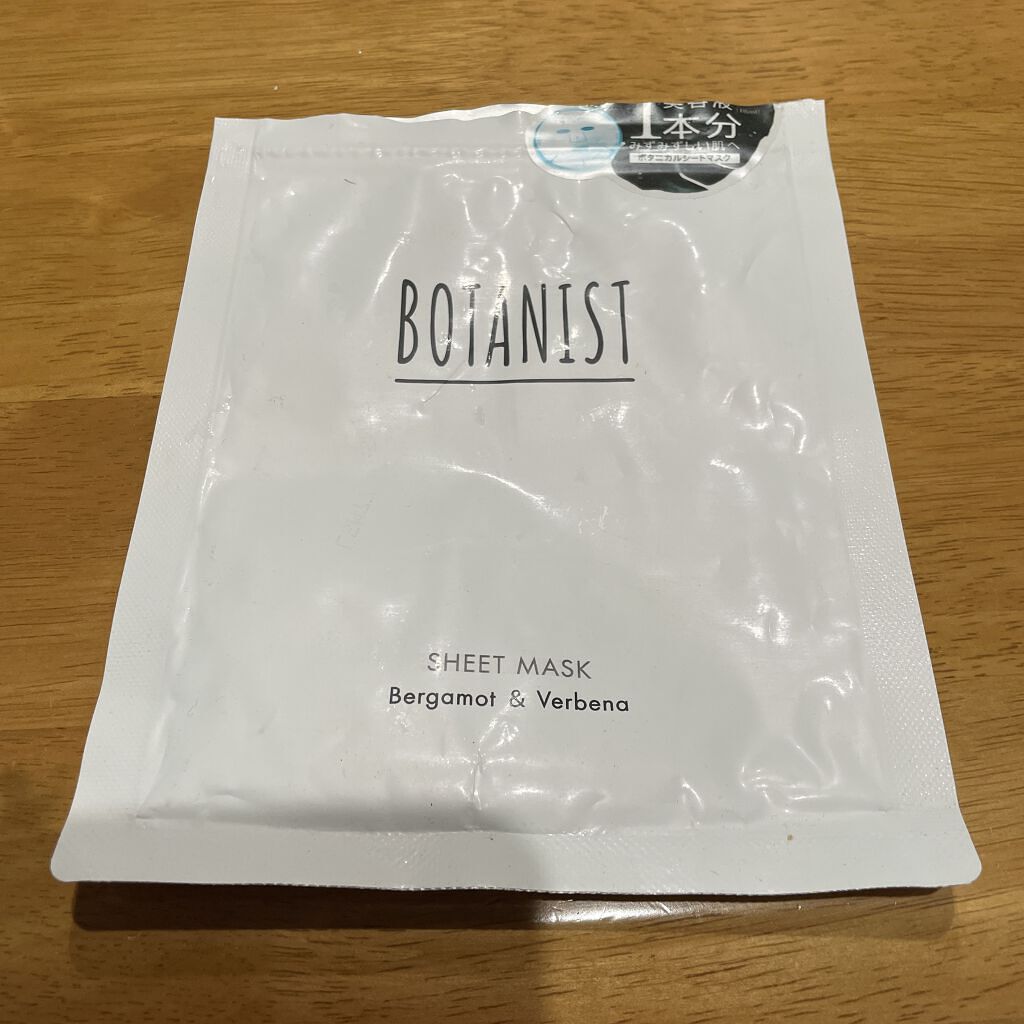 1本分
みずみずしい肌へ
ボタニカルシートマスク
BOTANIST
SHEET MASK
Bergamot & Verbena